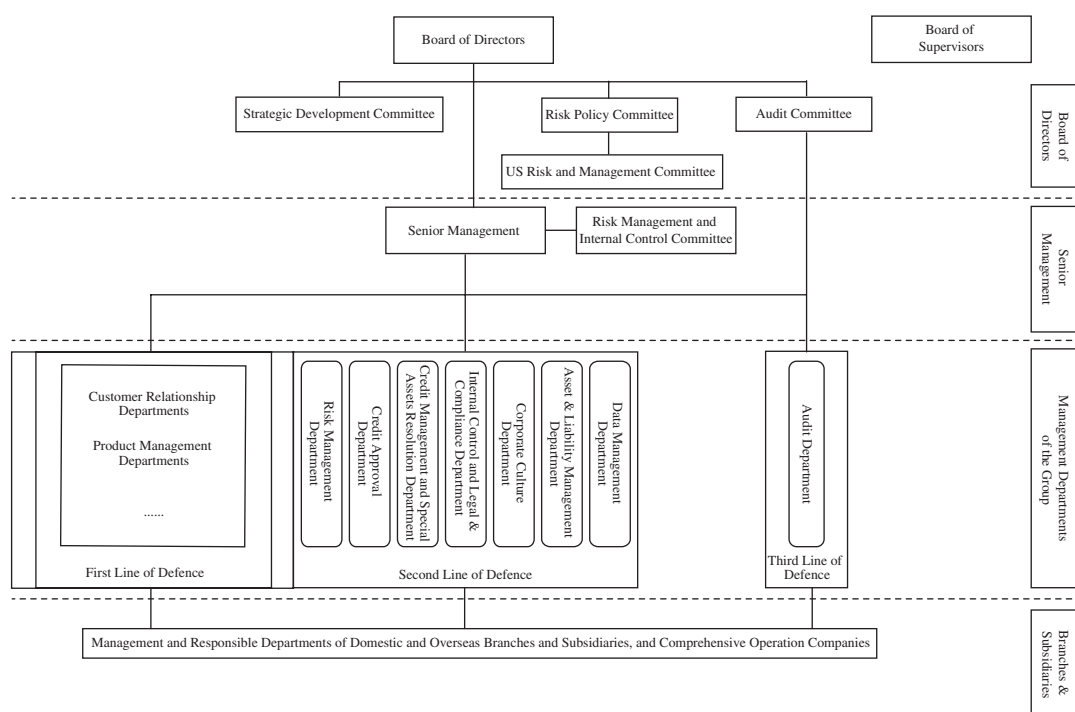 Board of Directors
Board of
Supervisors
Strategic Development Committee
Risk Policy Committee
Audit Committee
US Risk and Management Committee
Board of
Directors
Senior Management
Risk Management and
Internal Control Committee
Senior
Management
Customer Relationship
Departments
Product Management
Departments
......
First Line of Defence
Risk Management
Department
Credit Approval
Department
Credit Management and Special
Assets Resolution Department
Internal Control and Legal &
Compliance Department
Corporate Culture
Department
Asset & Liability Management
Department
Data Management
Department
Second Line of Defence
Audit Department
Third Line of
Defence
Management Departments
of the Group
Management and Responsible Departments of Domestic and Overseas Branches and Subsidiaries, and Comprehensive Operation Companies
Branches &
Subsidiaries